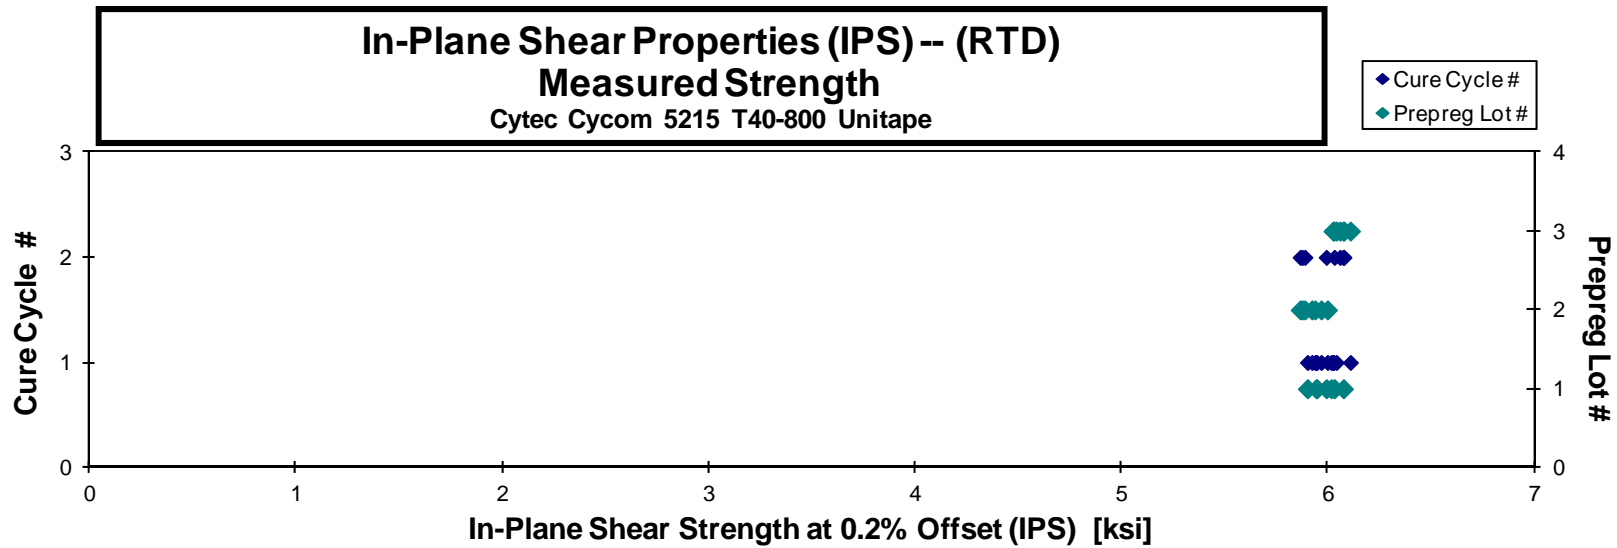 In-Plane Shear Properties (IPS) -- (RTD)
Measured Strength
Cytec Cycom 5215 T40-800 Unitape
Cure Cycle #
Prepreg Lot #
3
2
1
0
Cure Cycle #
4
3
2
1
0
Prepreg Lot #
0 1 2 3 4 5 6 7
In-Plane Shear Strength at 0.2% Offset (IPS) [ksi]